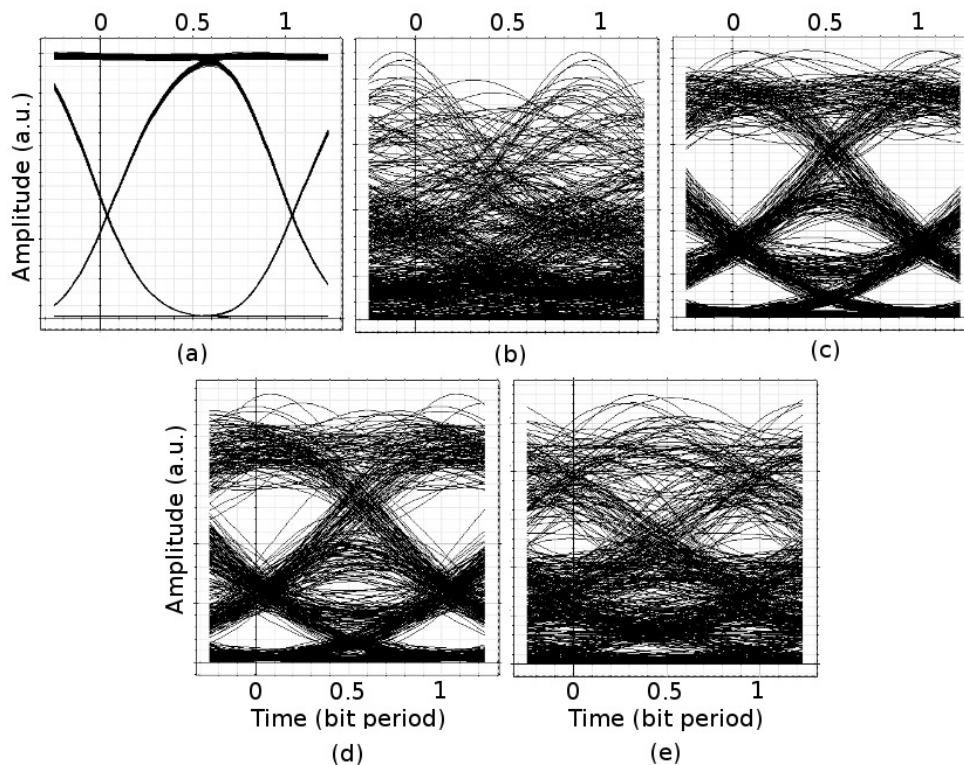 0 0.5 1 0 0.5 1 0 0.5 1
Amplitude (a.u.)
(a) (b) (c)
Amplitude (a.u.)
0 0.5 1 0 0.5 1
Time (bit period) Time (bit period)
(d) (e)